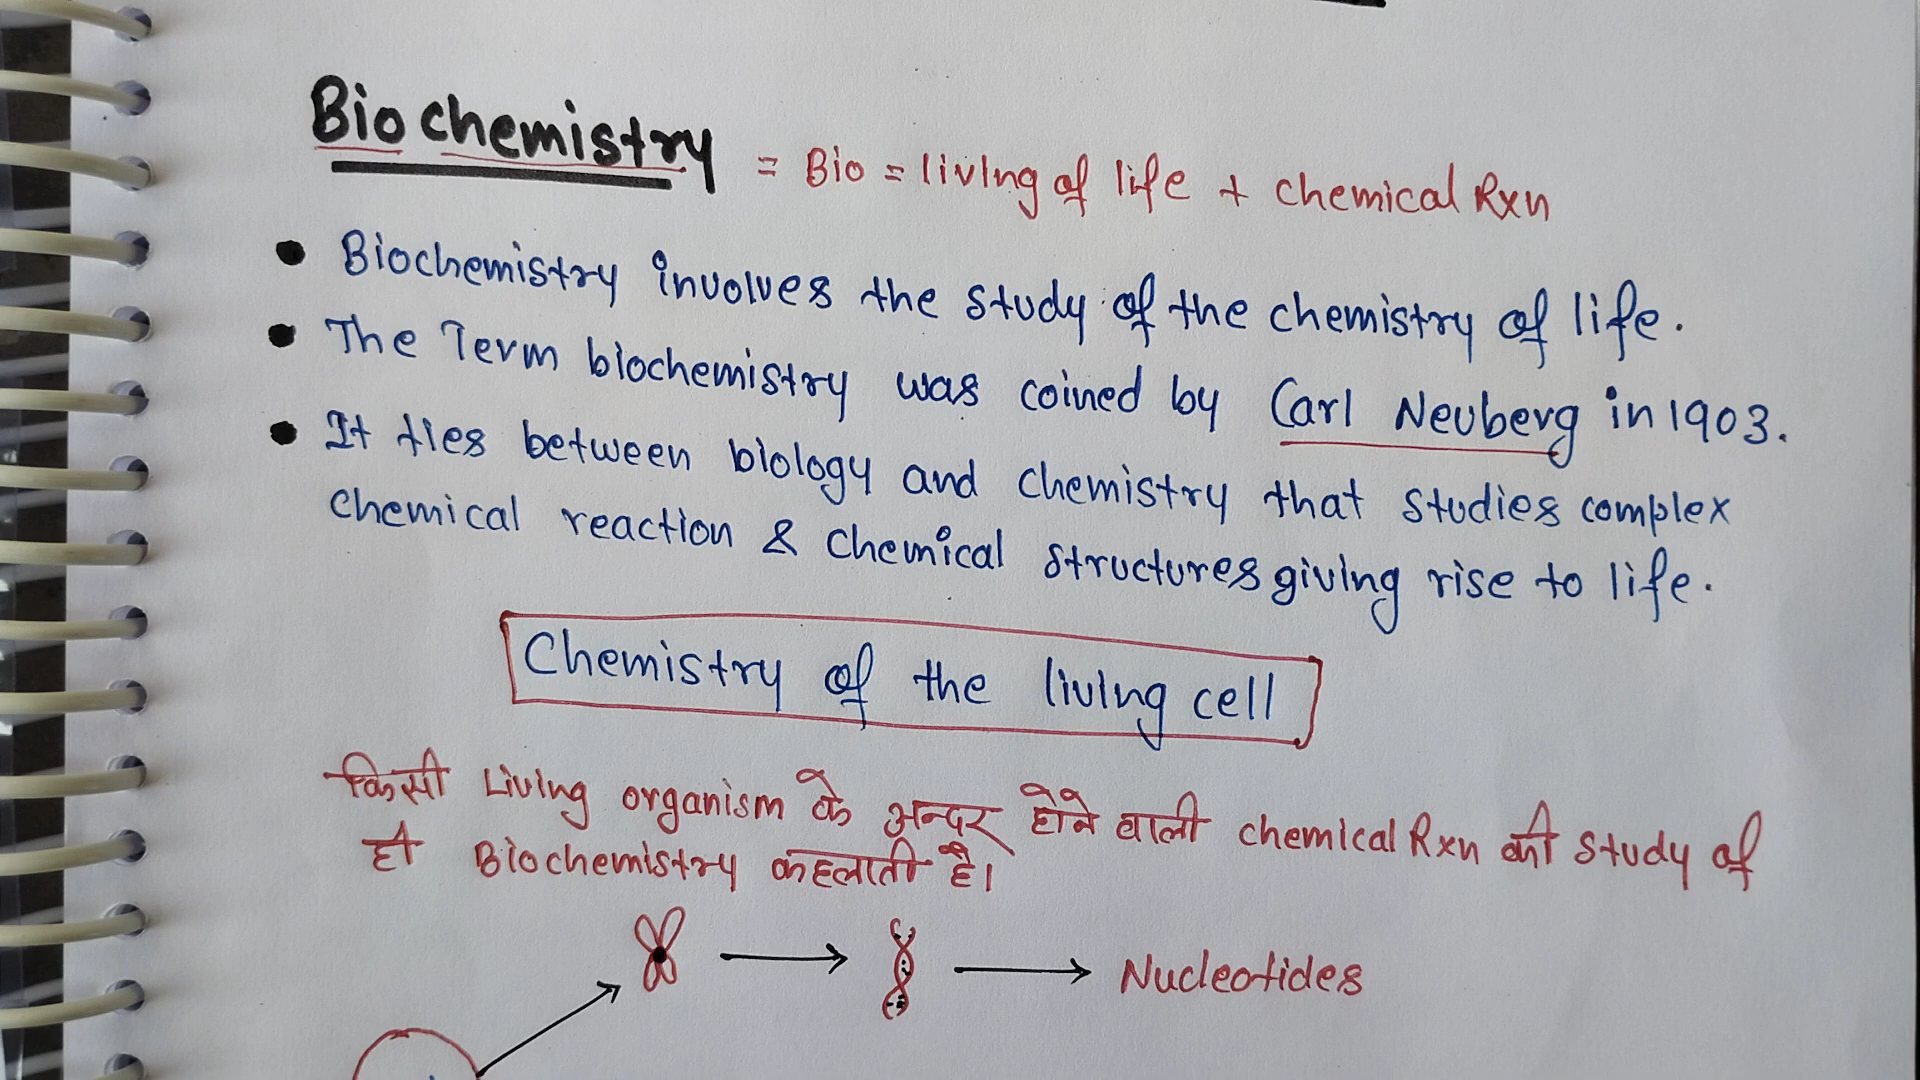 Biochemistry = Bio = living of life + chemical Rxn
• Biochemistry involves the study of the chemistry of life.
• The Term biochemistry was coined by Carl Neuberg in 1903.
• It ties between biology and chemistry that studies complex
chemical reaction & chemical structures giving rise to life.
Chemistry of the living cell
किसी Living organism के अन्दर होने वाली chemical Rxn की study of
ही Biochemistry कहलाती है।
Nucleotides